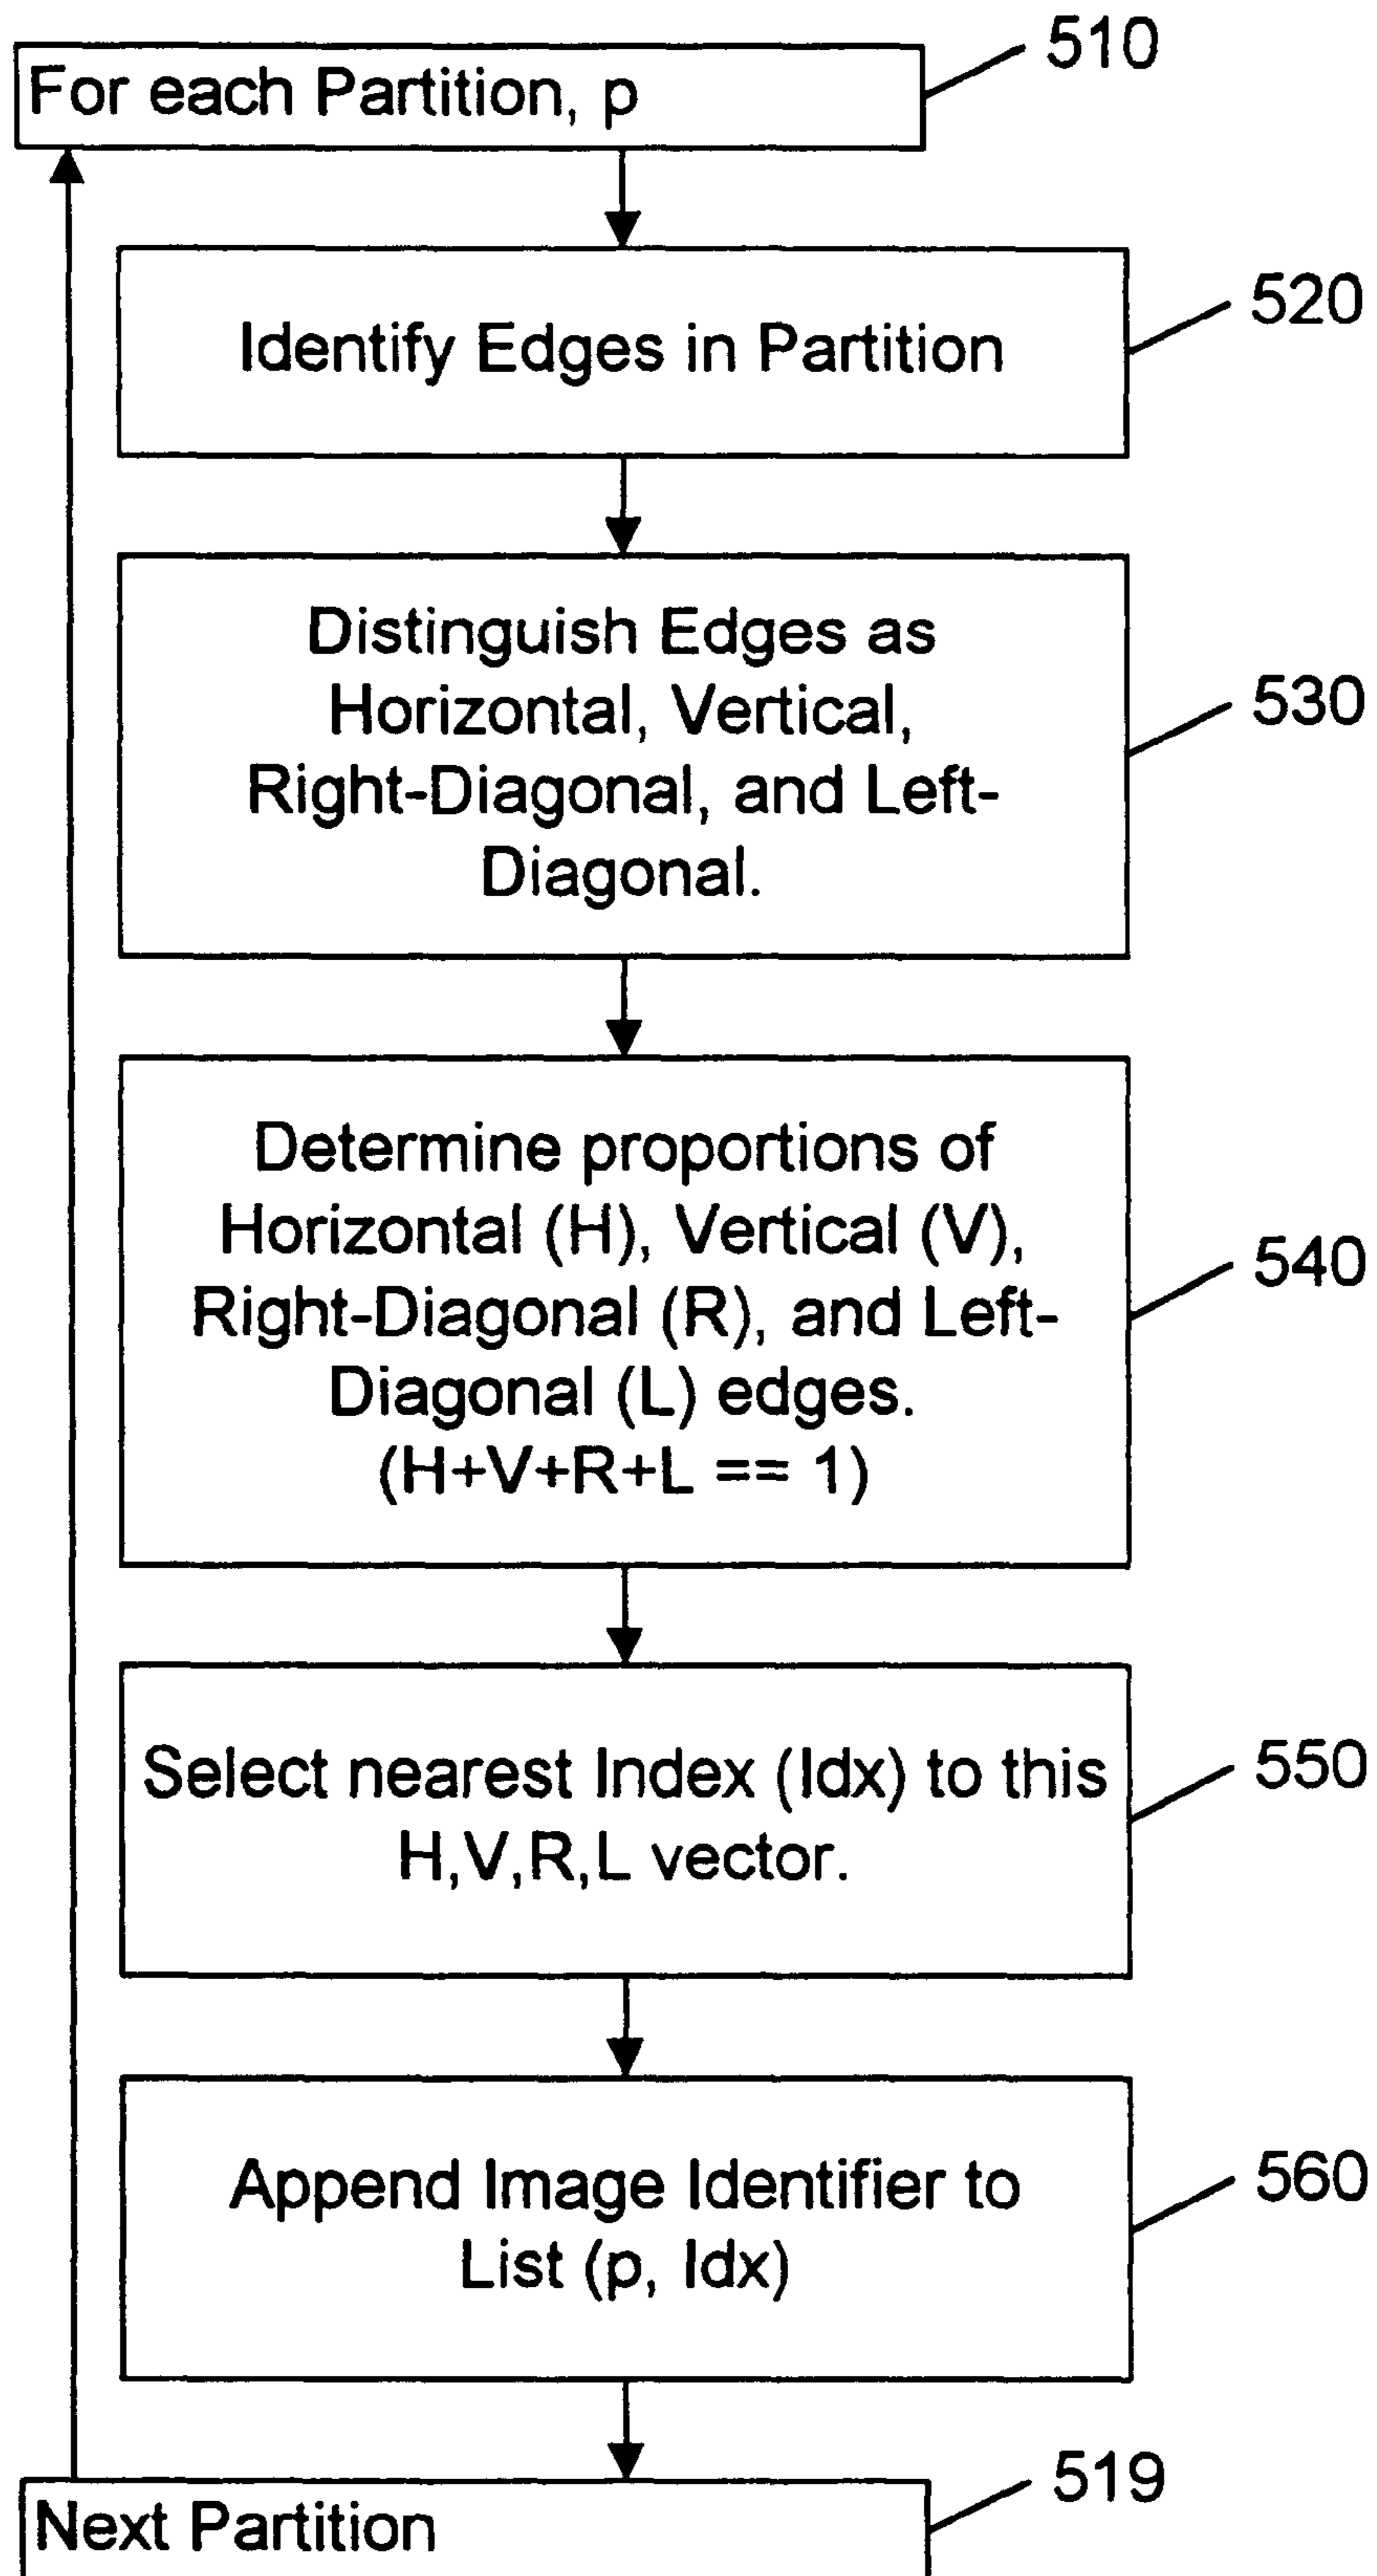 510
For each Partition, p
520
Identify Edges in Partition
Distinguish Edges as
Horizontal, Vertical,
530
Right-Diagonal, and Left-
Diagonal.
Determine proportions of
Horizontal (H), Vertical (V),
540
Right-Diagonal (R), and Left-
Diagonal (L) edges.
(H+V+R+L == 1)
550
Select nearest Index (Idx) to this
H,V,R,L vector.
560
Append Image Identifier to
List (p, Idx)
519
Next Partition